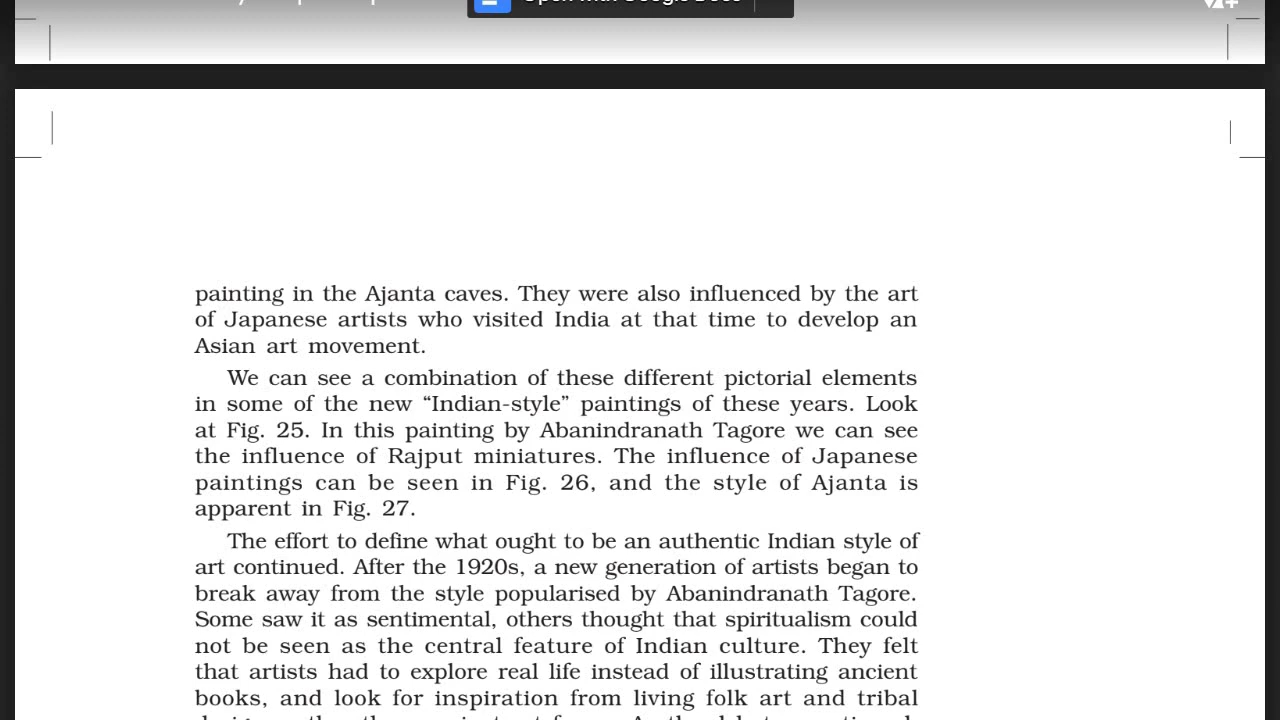 Open with Google Docs
painting in the Ajanta caves. They were also influenced by the art
of Japanese artists who visited India at that time to develop an
Asian art movement.
We can see a combination of these different pictorial elements
in some of the new “Indian-style” paintings of these years. Look
at Fig. 25. In this painting by Abanindranath Tagore we can see
the influence of Rajput miniatures. The influence of Japanese
paintings can be seen in Fig. 26, and the style of Ajanta is
apparent in Fig. 27.
The effort to define what ought to be an authentic Indian style of
art continued. After the 1920s, a new generation of artists began to
break away from the style popularised by Abanindranath Tagore.
Some saw it as sentimental, others thought that spiritualism could
not be seen as the central feature of Indian culture. They felt
that artists had to explore real life instead of illustrating ancient
books, and look for inspiration from living folk art and tribal